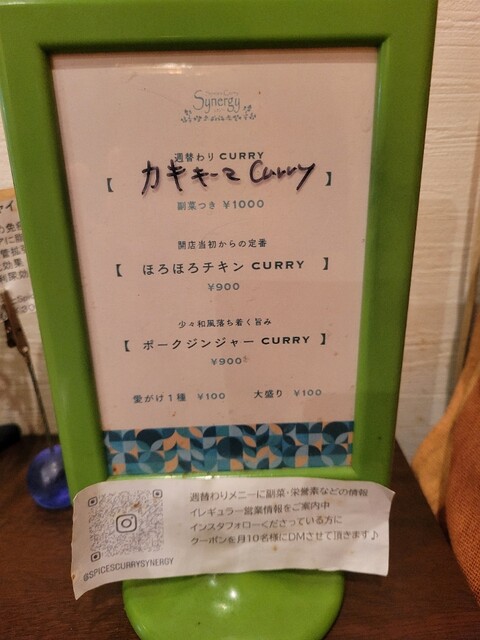 Synergy
週替わり CURRY
【 カキキーマ Curry 】
副菜つき ¥1000
開店当初からの定番
【 ほろほろチキン CURRY 】
¥900
少々和風落ち着く旨み
【 ポークジンジャー CURRY 】
¥900
愛がけ1種 ¥100 大盛り ¥100
週替わりメニューに副菜・栄養素などの情報
イレギュラー営業情報をご案内中
インスタフォローくださっている方に
クーポンを月10名様にDMさせて頂きます♪
@SPICESCURRYSYNERGY